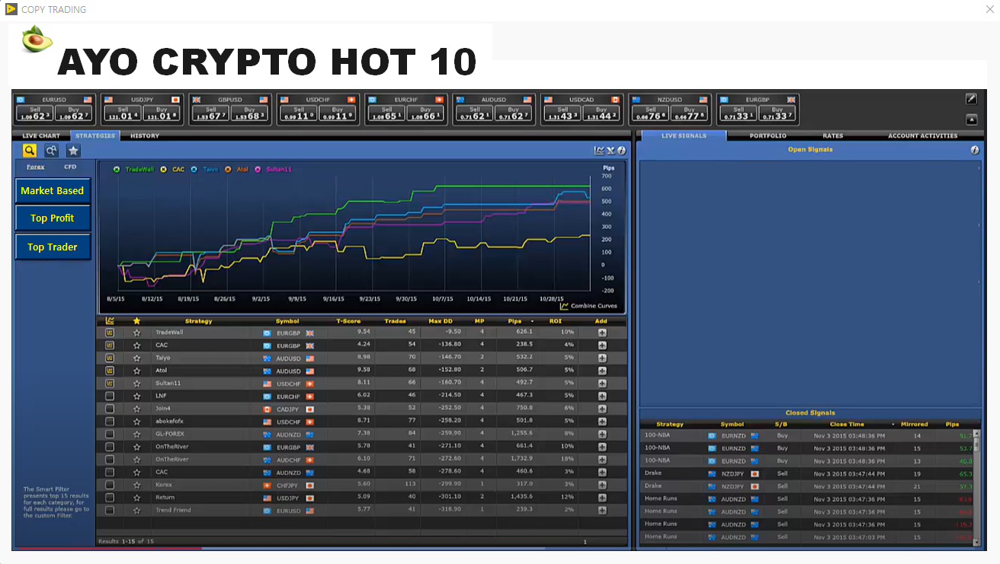 COPY TRADING
AYO CRYPTO HOT 10
EURUSD USDJPY GBPUSD USDCHF EURCHF AUDUSD USDCAD NZDUSD EURGBP
Sell Buy Sell Buy Sell Buy Sell Buy Sell Buy Sell Buy Sell Buy Sell Buy Sell Buy
1.09 62 3 1.09 62 7 121. 01 4 121. 01 8 1.53 67 7 1.53 68 3 0.99 11 0 0.99 11 9 1.08 65 1 1.08 66 1 0.71 62 1 0.71 62 7 1.31 43 3 1.31 44 2 0.66 76 6 0.66 77 6 0.71 33 1 0.71 33 7
LIVE CHART STRATEGIES HISTORY
Forex CFD
Market Based
Top Profit
Top Trader
The Smart Filter
presents top 15 results
for each category, for
full results please go to
the custom Filter.
TradeWall CAC Taiyo Atol Sultan11
Pips
700
600
500
400
300
200
100
0
-100
-200
8/5/15 8/12/15 8/19/15 8/26/15 9/2/15 9/9/15 9/16/15 9/23/15 9/30/15 10/7/15 10/14/15 10/21/15 10/28/15
Combine Curves
Strategy Symbol T-Score Trades Max DD MP Pips ROI Add
TradeWall EURGBP 9.54 45 -9.50 4 626.1 10%
CAC EURGBP 4.24 54 -136.80 4 238.5 4%
Taiyo AUDUSD 8.98 70 -146.70 2 532.2 5%
Atol AUDUSD 9.58 68 -152.80 2 506.7 5%
Sultan11 USDCHF 8.11 66 -160.70 4 492.7 5%
LNF EURCHF 6.02 46 -214.50 4 467.3 5%
Join4 CADJPY 5.38 52 -252.50 4 750.8 6%
abokefofx USDCHF 8.71 77 -258.20 4 501.8 5%
GL-FOREX AUDNZD 7.38 84 -259.90 4 1,255.6 8%
OnTheRiver EURGBP 5.78 41 -271.10 4 661.4 10%
OnTheRiver AUDCHF 6.10 71 -272.60 4 1,732.9 18%
CAC AUDNZD 4.68 58 -278.60 4 460.6 3%
Korex CHFJPY 5.60 113 -299.90 1 317.0 3%
Return USDJPY 5.09 40 -301.10 2 1,435.6 12%
Trend Friend EURUSD 5.77 41 -318.90 1 239.3 2%
Results 1-15 of 15 1
LIVE SIGNALS PORTFOLIO RATES ACCOUNT ACTIVITIES
Open Signals
Closed Signals
Strategy Symbol S/B Close Time Mirrored Pips
100-NBA EURNZD Buy Nov 3 2015 03:48:36 PM 14 51.7
100-NBA EURNZD Buy Nov 3 2015 03:48:36 PM 15 53.7
100-NBA EURNZD Buy Nov 3 2015 03:48:36 PM 13 40.8
Drake NZDJPY Sell Nov 3 2015 03:47:44 PM 19 65.3
Drake NZDJPY Sell Nov 3 2015 03:47:44 PM 21 37.3
Home Runs AUDNZD Sell Nov 3 2015 03:47:36 PM 15
Home Runs AUDNZD Sell Nov 3 2015 03:47:36 PM 15
Home Runs AUDNZD Sell Nov 3 2015 03:47:36 PM 15
Home Runs AUDNZD Sell Nov 3 2015 03:47:03 PM 15